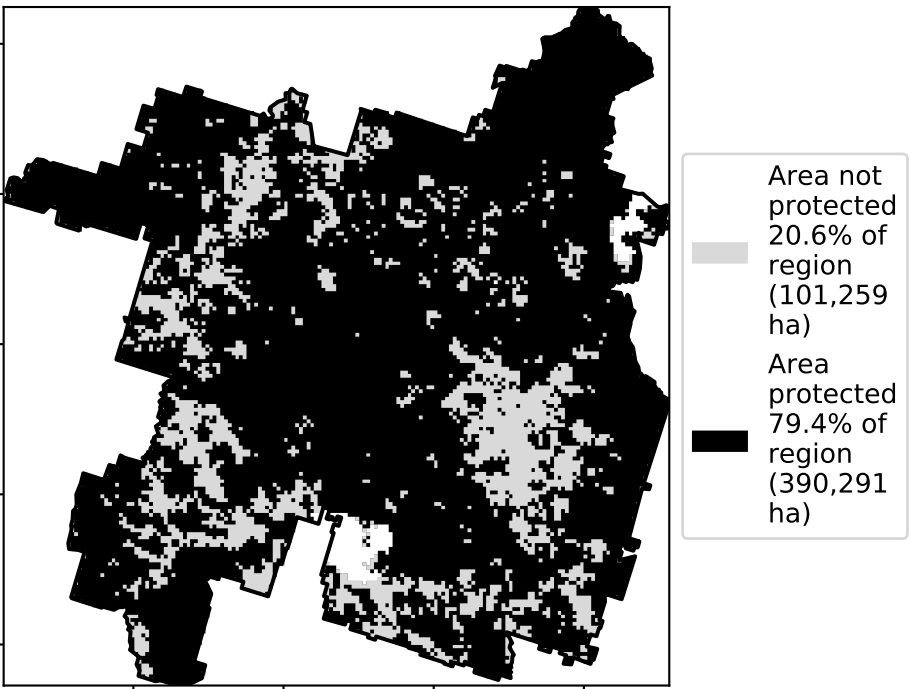 Area not
protected
20.6% of
region
(101,259
ha)
Area
protected
79.4% of
region
(390,291
ha)